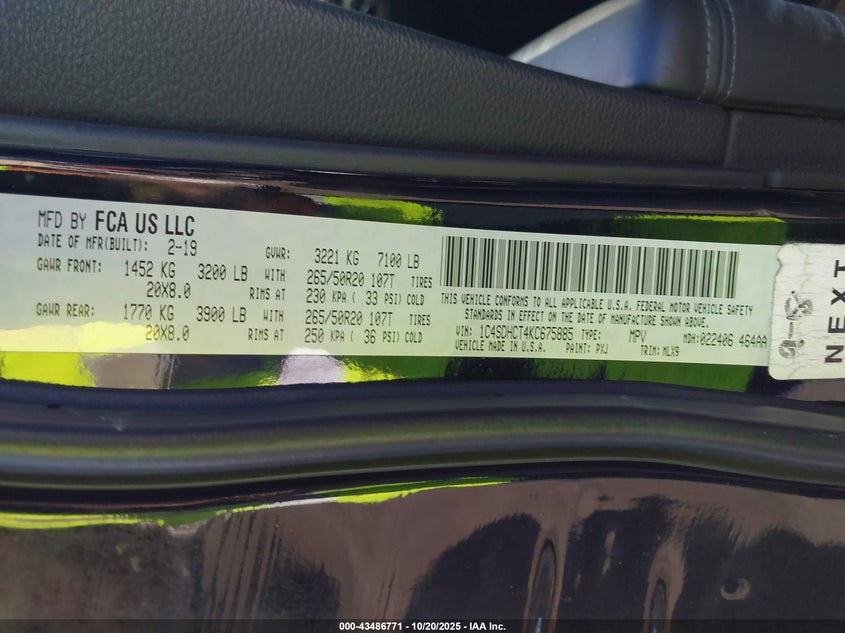 MFD BY FCA US LLC
DATE OF MFR(BUILT): 2-19 GVWR: 3221 KG 7100 LB
GAWR FRONT: 1452 KG 3200 LB WITH 265/50R20 107T TIRES
20X8.0 RIMS AT 230 KPA ( 33 PSI) COLD
GAWR REAR: 1770 KG 3900 LB WITH 265/50R20 107T TIRES
20X8.0 RIMS AT 250 KPA ( 36 PSI) COLD
THIS VEHICLE CONFORMS TO ALL APPLICABLE U.S.A. FEDERAL MOTOR VEHICLE SAFETY
STANDARDS IN EFFECT ON THE DATE OF MANUFACTURE SHOWN ABOVE.
VIN: 1C4SDHCT4KC675885 TYPE: MPV MDH:022406 464AA
VEHICLE MADE IN U.S.A. PAINT: PXJ TRIM: MLX9
9-8
NEXT
000-43486771 - 10/20/2025 - IAA Inc.